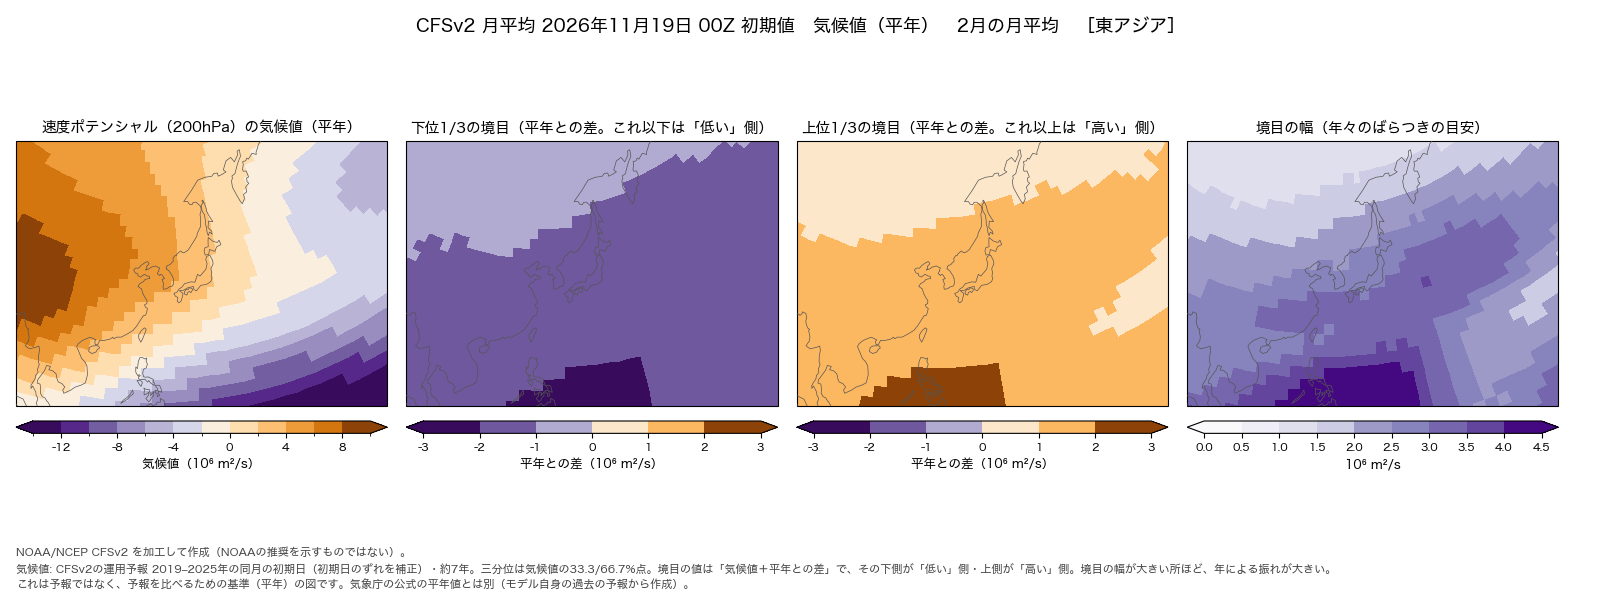 CFSv2 月平均 2026年11月19日 00Z 初期値　気候値（平年）　2月の月平均　［東アジア］
速度ポテンシャル（200hPa）の気候値（平年）
下位1/3の境目（平年との差。これ以下は「低い」側）
上位1/3の境目（平年との差。これ以上は「高い」側）
境目の幅（年々のばらつきの目安）
-12 -8 -4 0 4 8
気候値（10⁶ m²/s）
-3 -2 -1 0 1 2 3
平年との差（10⁶ m²/s）
-3 -2 -1 0 1 2 3
平年との差（10⁶ m²/s）
0.0 0.5 1.0 1.5 2.0 2.5 3.0 3.5 4.0 4.5
10⁶ m²/s
NOAA/NCEP CFSv2 を加工して作成（NOAAの推奨を示すものではない）。
気候値: CFSv2の運用予報 2019–2025年の同月の初期日（初期日のずれを補正）・約7年。三分位は気候値の33.3/66.7%点。境目の値は「気候値＋平年との差」で、その下側が「低い」側・上側が「高い」側。境目の幅が大きい所ほど、年による振れが大きい。
これは予報ではなく、予報を比べるための基準（平年）の図です。気象庁の公式の平年値とは別（モデル自身の過去の予報から作成）。